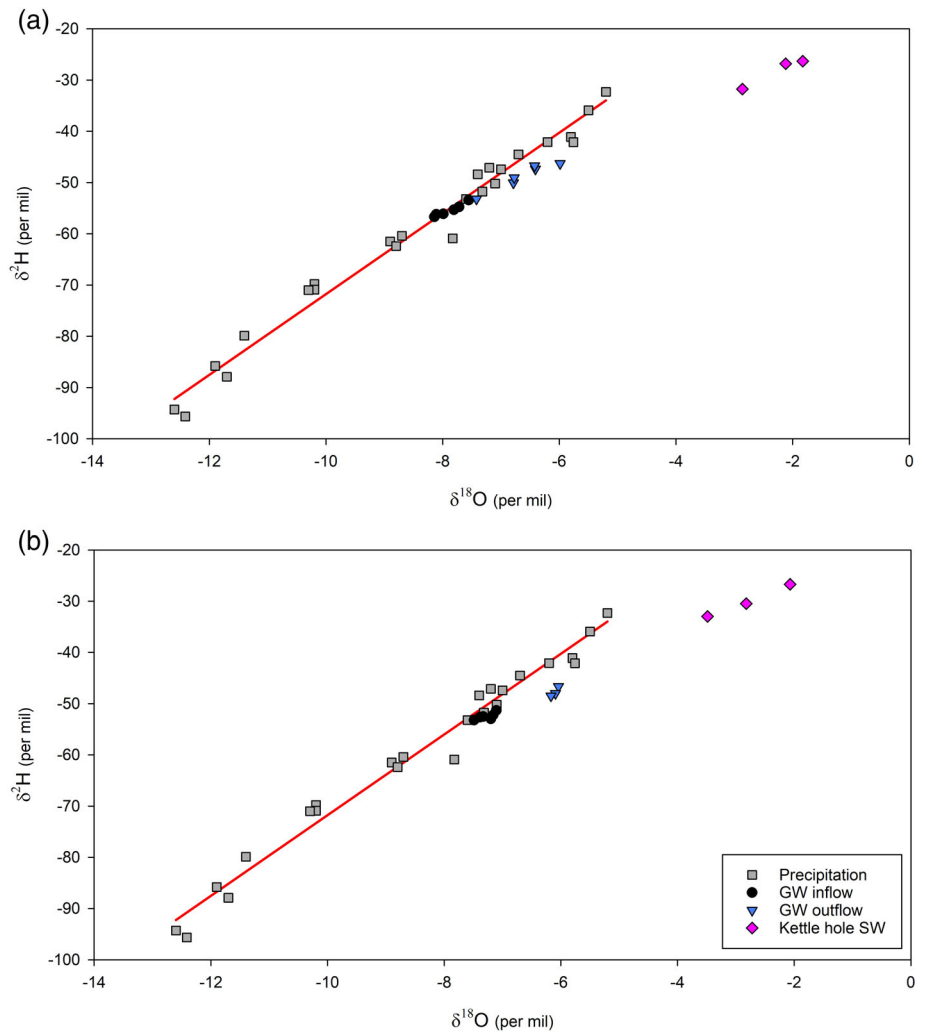 (a)
-20
-30
-40
-50
-60
-70
-80
-90
-100
δ²H (per mil)
-14 -12 -10 -8 -6 -4 -2 0
δ¹⁸O (per mil)
(b)
-20
-30
-40
-50
-60
-70
-80
-90
-100
δ²H (per mil)
Precipitation
GW inflow
GW outflow
Kettle hole SW
-14 -12 -10 -8 -6 -4 -2 0
δ¹⁸O (per mil)